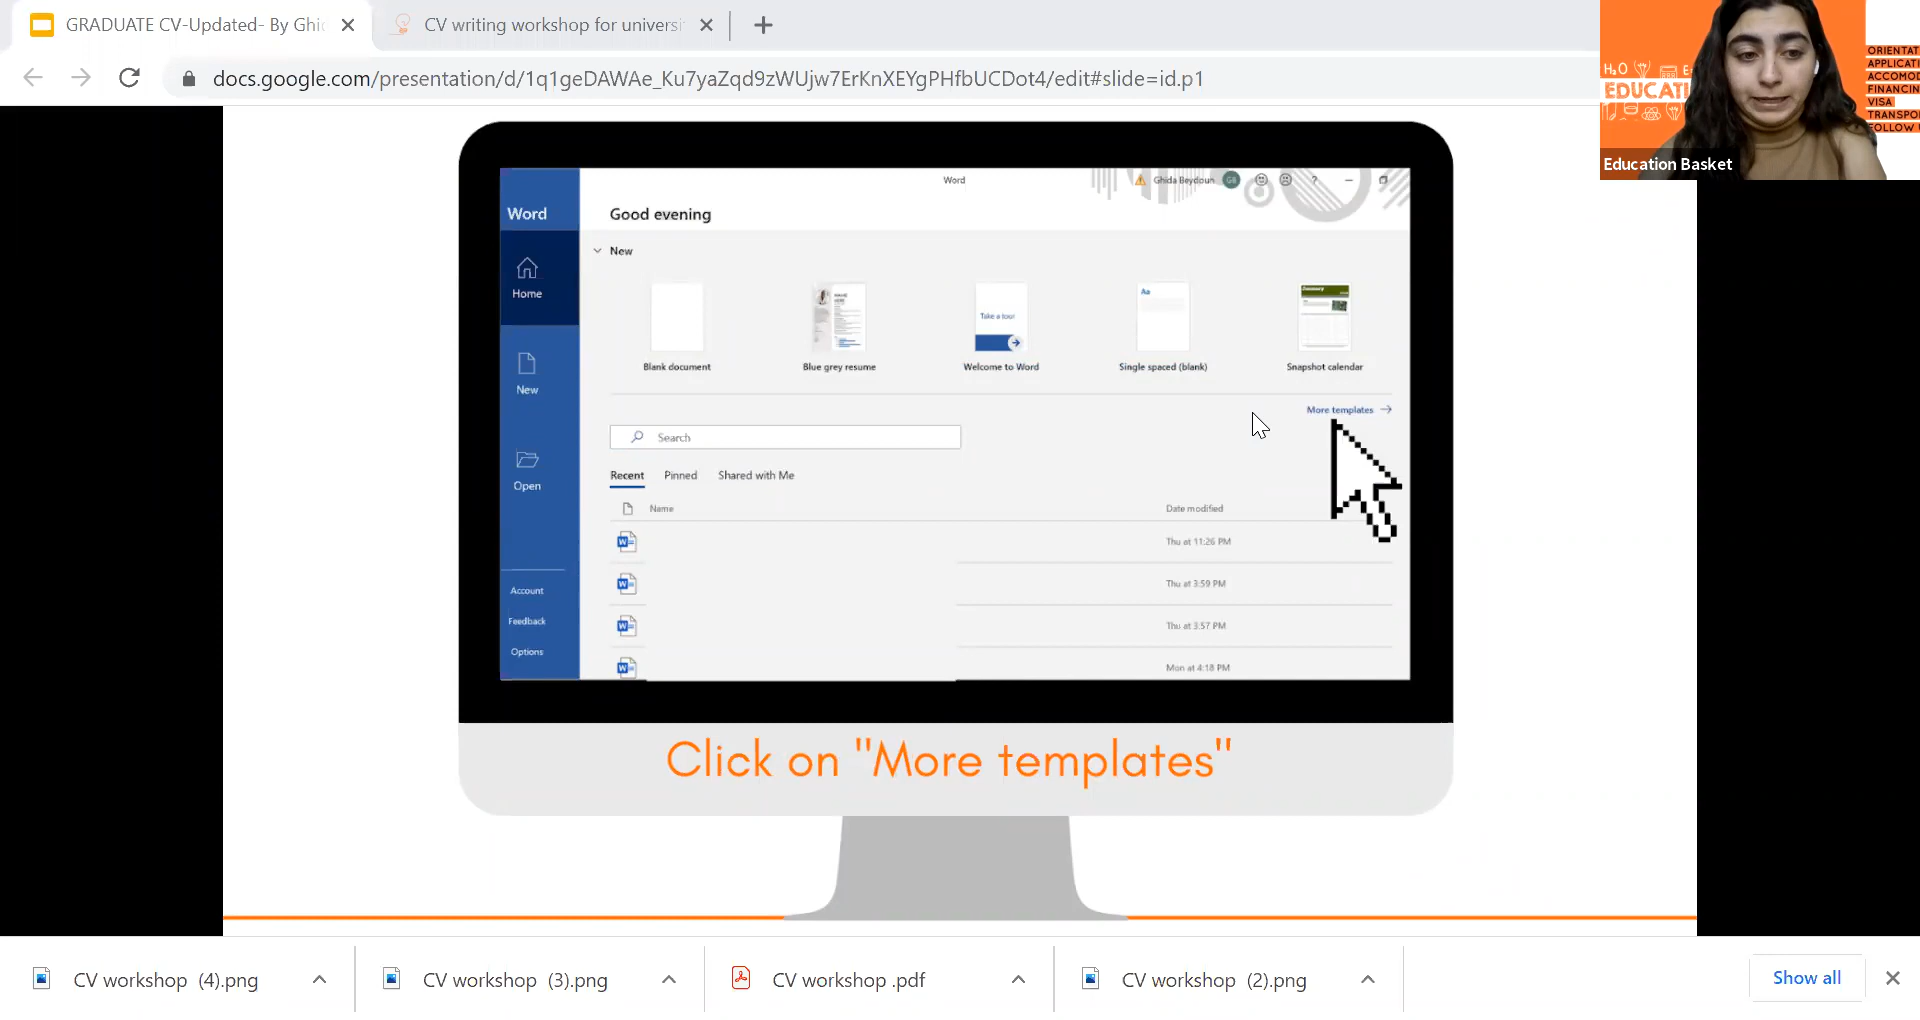 GRADUATE CV-Updated- By Ghi
CV writing workshop for universi
docs.google.com/presentation/d/1q1geDAWAe_Ku7yaZqd9zWUjw7ErKnXEYgPHfbUCDot4/edit#slide=id.p1
H₂O
EDUCATI
ORIENTAT
APPLICATI
ACCOMOD
FINANCIN
VISA
TRANSPO
FOLLOW
Education Basket
Word
Ghida Beydoun
GB
?
Word
Good evening
Home
New
Open
Account
Feedback
Options
New
Take a tour
Aa
Blank document
Blue grey resume
Welcome to Word
Single spaced (blank)
Snapshot calendar
More templates
Search
Recent Pinned Shared with Me
Name Date modified
Thu at 11:26 PM
Thu at 3:59 PM
Thu at 3:57 PM
Mon at 4:18 PM
Click on "More templates"
CV workshop (4).png
CV workshop (3).png
CV workshop .pdf
CV workshop (2).png
Show all